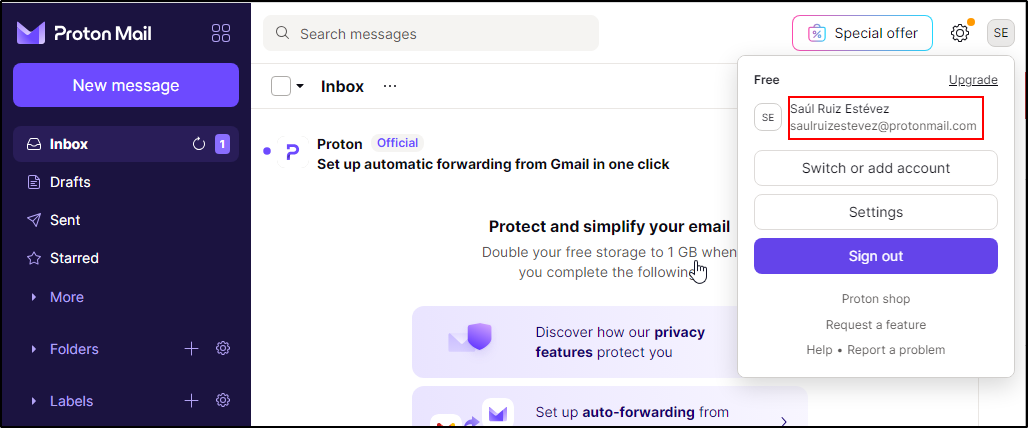 Proton Mail
New message
Inbox
1
Drafts
Sent
Starred
More
Folders
Labels
Search messages
Special offer
SE
Inbox
Proton Official
Set up automatic forwarding from Gmail in one click
Protect and simplify your email
Double your free storage to 1 GB when
you complete the following
Discover how our privacy
features protect you
Set up auto-forwarding from
Free
Upgrade
SE
Saúl Ruiz Estévez
saulruizestevez@protonmail.com
Switch or add account
Settings
Sign out
Proton shop
Request a feature
Help • Report a problem